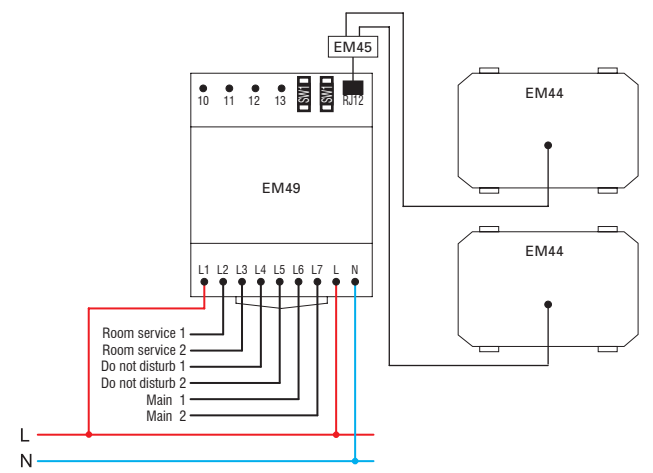 EM45
10 11 12 13 SW1 SW1 RJ12
EM44
EM49
EM44
L1 L2 L3 L4 L5 L6 L7 L N
Room service 1
Room service 2
Do not disturb 1
Do not disturb 2
Main 1
Main 2
L
N